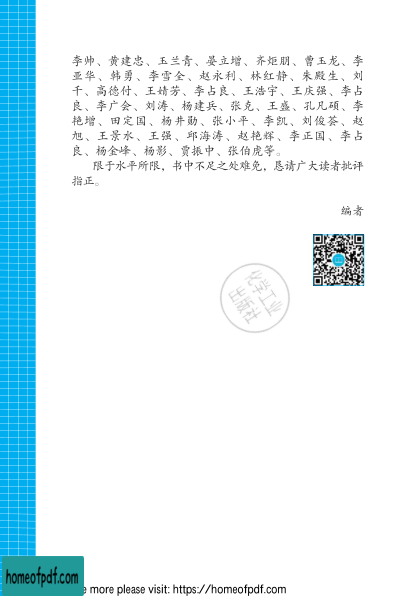 李帅、黄建忠、玉兰青、晏立增、齐炬朋、曹玉龙、李
亚华、韩勇、李雪全、赵永利、林红静、朱殿生、刘
千、高德付、王婧芳、李占良、王浩宇、王庆强、李占
良、李广会、刘涛、杨建兵、张克、王盛、孔凡硕、李
艳增、田定国、杨井勋、张小平、李凯、刘俊荟、赵
旭、王景水、王强、邱海涛、赵艳辉、李正国、李占
良、杨金峰、杨影、贾振中、张伯虎等。
限于水平所限，书中不足之处难免，恳请广大读者批评
指正。
编者
化学工业
出版社
homeofpdf.com
e more please visit: https://homeofpdf.com